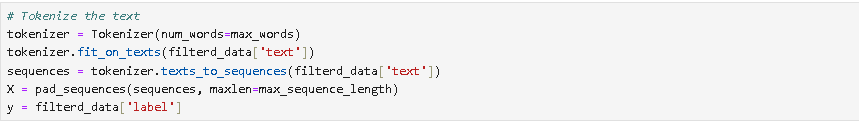 # Tokenize the text
tokenizer = Tokenizer(num_words=max_words)
tokenizer.fit_on_texts(filterd_data['text'])
sequences = tokenizer.texts_to_sequences(filterd_data['text'])
X = pad_sequences(sequences, maxlen=max_sequence_length)
y = filterd_data['label']